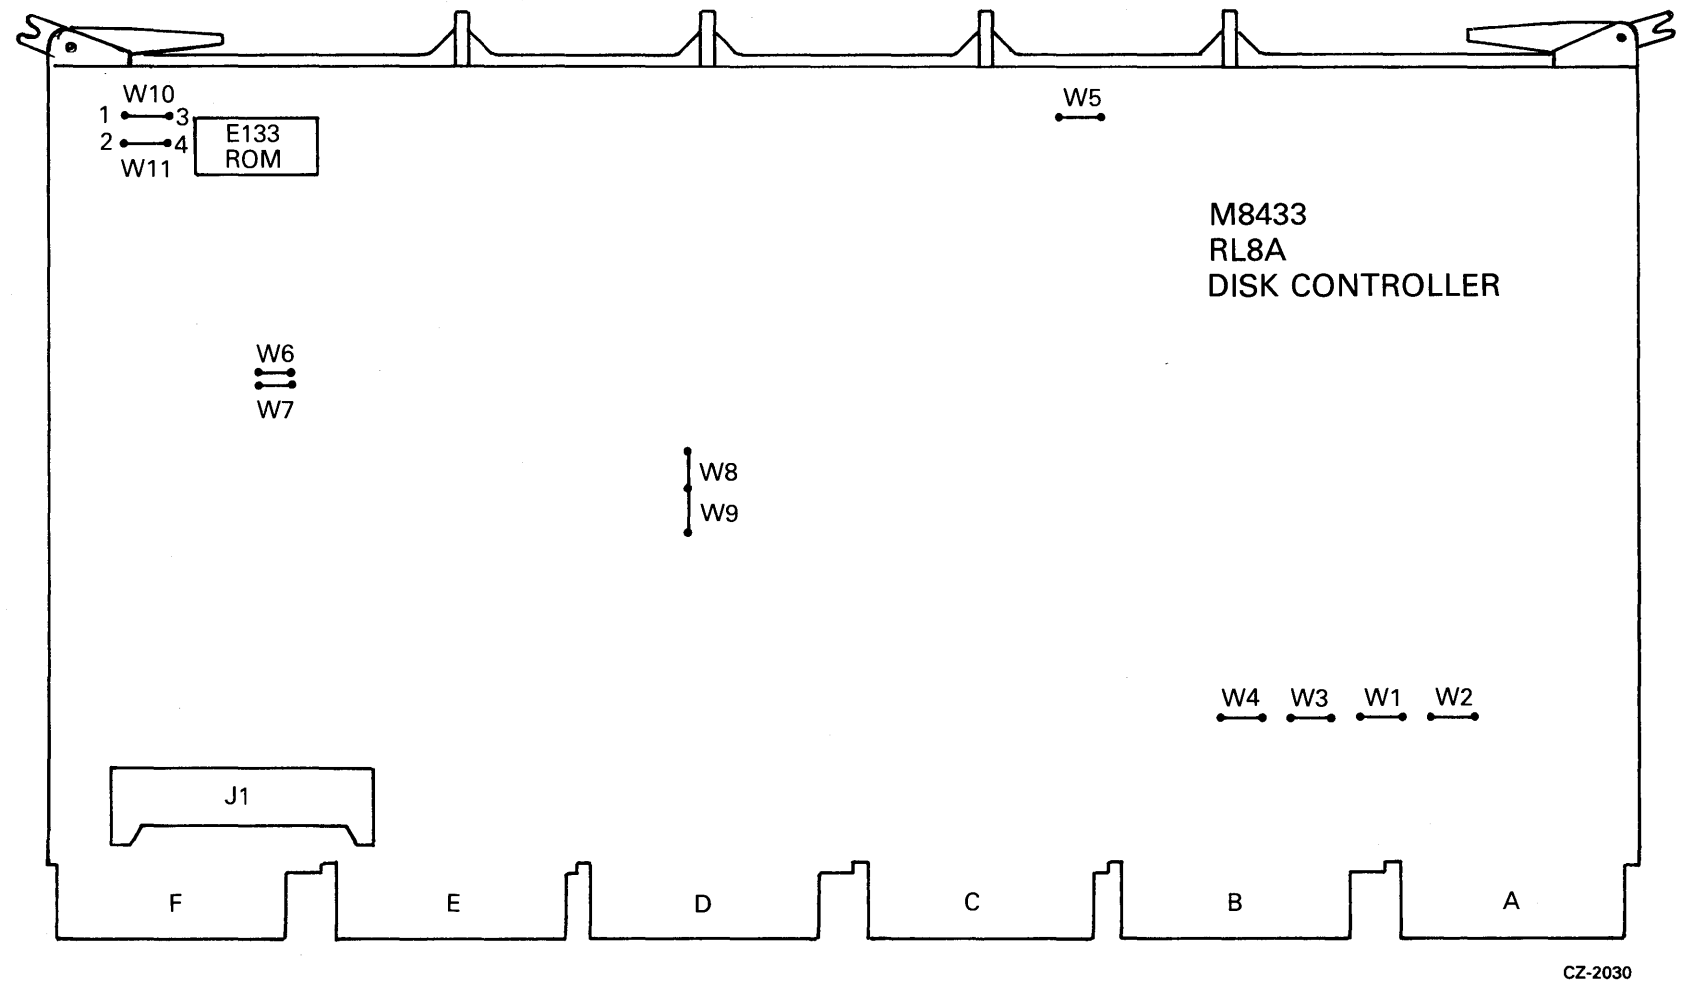 W10
1 3
2 4
W11
E133
ROM
W5
M8433
RL8A
DISK CONTROLLER
W6
W7
W8
W9
W4 W3 W1 W2
J1
F E D C B A
CZ-2030